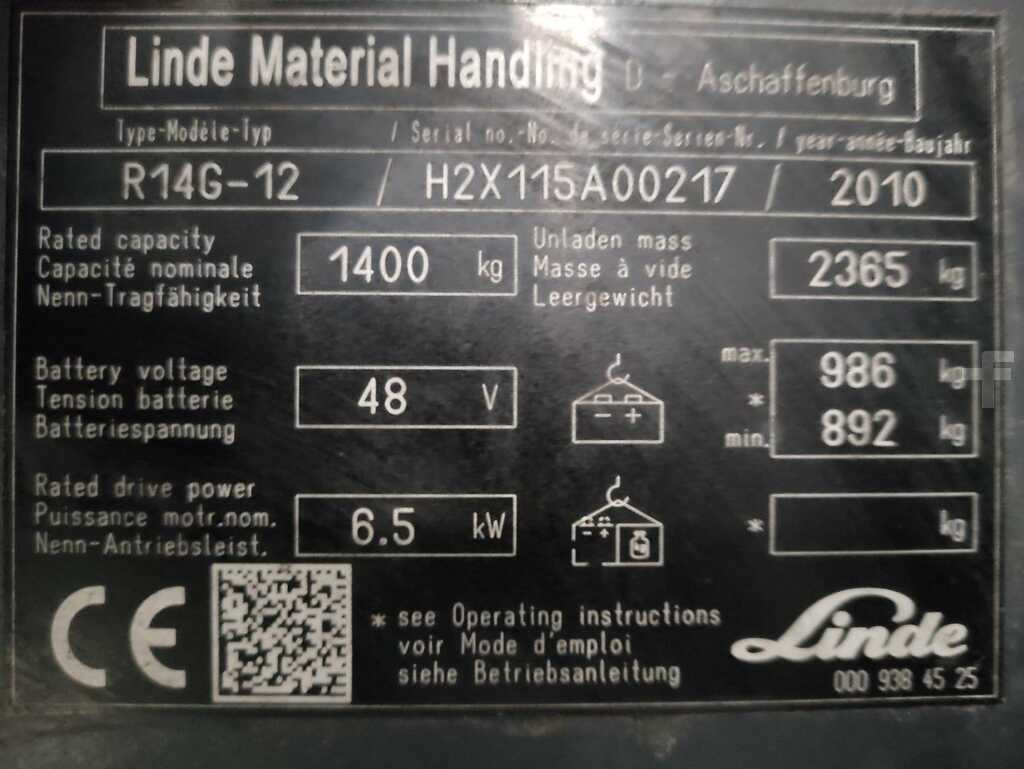 Linde Material Handling D - Aschaffenburg
Type-Modéle-Typ / Serial no.-No. de série-Serien-Nr. / year-année-Baujahr
R14G-12 / H2X115A00217 / 2010
Rated capacity
Capacité nominale
Nenn-Tragfähigkeit
1400 kg
Unladen mass
Masse à vide
Leergewicht
2365 kg
Battery voltage
Tension batterie
Batteriespannung
48 V
- +
max. 986 kg
*
min. 892 kg
Rated drive power
Puissance motr.nom.
Nenn-Antriebsleist.
6.5 kW
- +
kg
* kg
CE
* see Operating instructions
voir Mode d'emploi
siehe Betriebsanleitung
Linde
000 938 45 25
-F